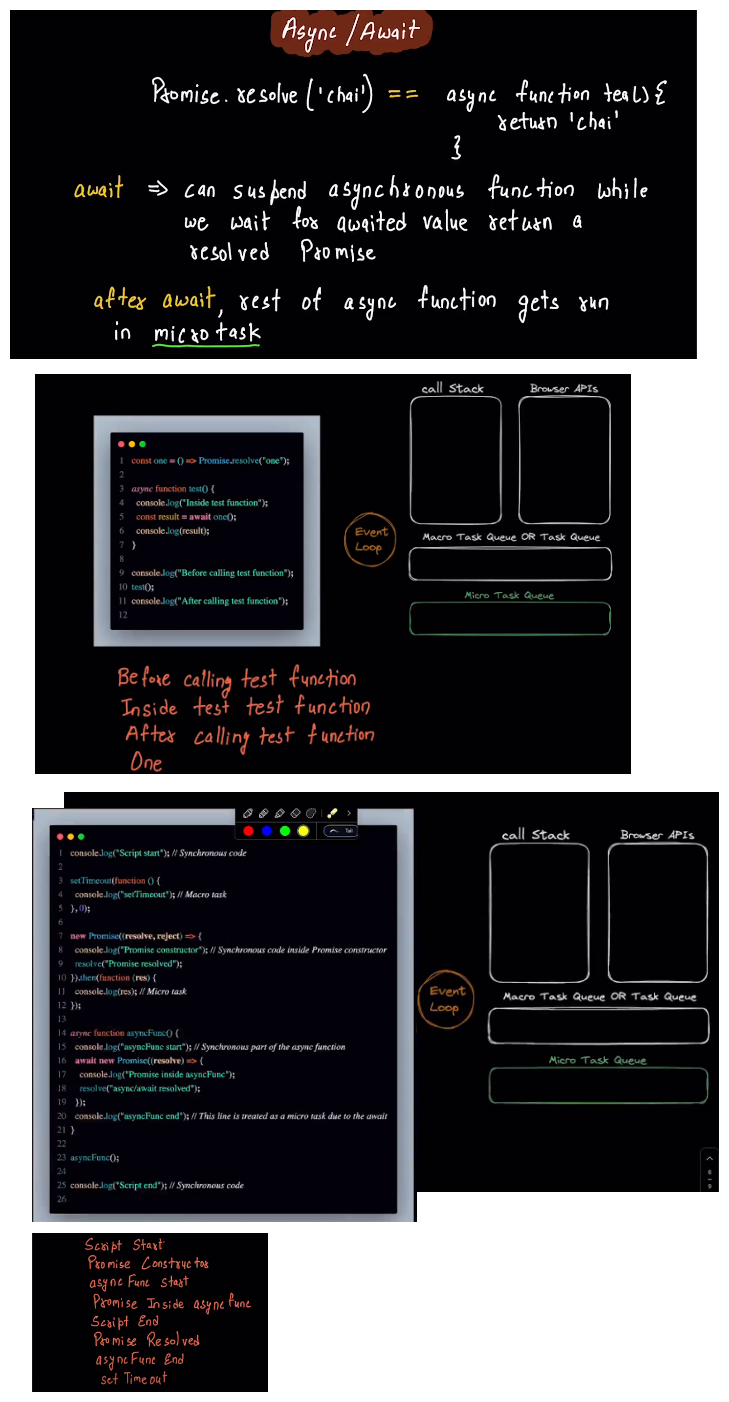 Async / Await
Promise.resolve('chai') == async function tea() {
return 'chai'
}
await ⇒ can suspend asynchronous function while
we wait for awaited value return a
resolved Promise
after await, rest of async function gets run
in micro task
call Stack
Browser APIs
1 const one = () => Promise.resolve("one");
2
3 async function test() {
4 console.log("Inside test function");
5 const result = await one();
6 console.log(result);
7 }
8
9 console.log("Before calling test function");
10 test();
11 console.log("After calling test function");
12
Event
Loop
Macro Task Queue OR Task Queue
Micro Task Queue
Before calling test function
Inside test test function
After calling test function
One
1 console.log("Script start"); // Synchronous code
2
3 setTimeout(function () {
4 console.log("setTimeout"); // Macro task
5 }, 0);
6
7 new Promise((resolve, reject) => {
8 console.log("Promise constructor"); // Synchronous code inside Promise constructor
9 resolve("Promise resolved");
10 }).then(function (res) {
11 console.log(res); // Micro task
12 });
13
14 async function asyncFunc() {
15 console.log("asyncFunc start"); // Synchronous part of the async function
16 await new Promise((resolve) => {
17 console.log("Promise inside asyncFunc");
18 resolve("async/await resolved");
19 });
20 console.log("asyncFunc end"); // This line is treated as a micro task due to the await
21 }
22
23 asyncFunc();
24
25 console.log("Script end"); // Synchronous code
26
call Stack
Browser APIs
Event
Loop
Macro Task Queue OR Task Queue
Micro Task Queue
Script Start
Promise Constructor
async Func start
Promise Inside async func
Script End
Promise Resolved
async Func End
set Timeout